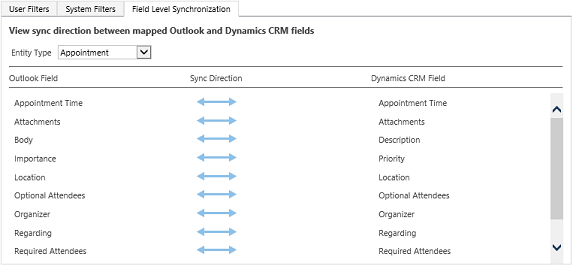 User Filters System Filters Field Level Synchronization
View sync direction between mapped Outlook and Dynamics CRM fields
Entity Type Appointment
Outlook Field Sync Direction Dynamics CRM Field
Appointment Time Appointment Time
Attachments Attachments
Body Description
Importance Priority
Location Location
Optional Attendees Optional Attendees
Organizer Organizer
Regarding Regarding
Required Attendees Required Attendees